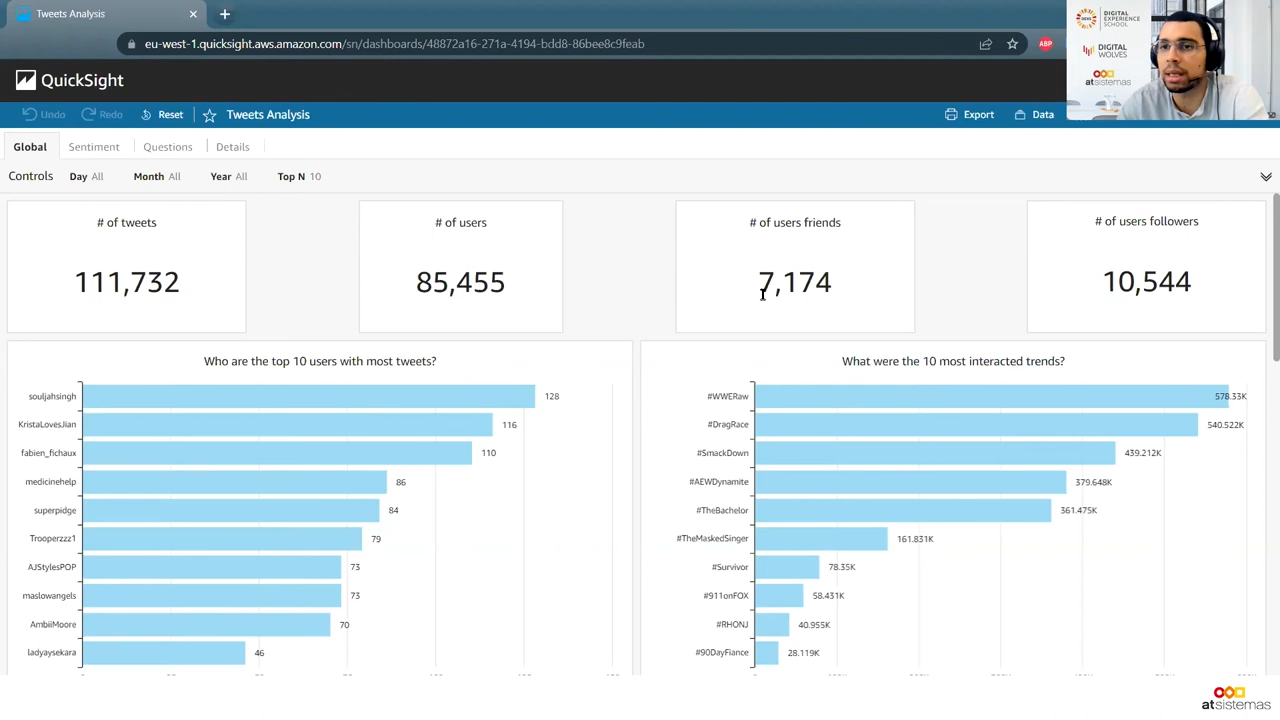 Tweets Analysis
eu-west-1.quicksight.aws.amazon.com/sn/dashboards/48872a16-271a-4194-bdd8-86bee8c9feab
ABP
DIGITAL EXPERIENCE SCHOOL
DIGITAL WOLVES
atsistemas
QuickSight
Undo Redo Reset Tweets Analysis Export Data
Global Sentiment Questions Details
Controls Day All Month All Year All Top N 10
# of tweets
111,732
# of users
85,455
# of users friends
7,174
# of users followers
10,544
Who are the top 10 users with most tweets?
souljahsingh 128
KristaLovesJian 116
fabien_fichaux 110
medicinehelp 86
superpidge 84
Trooperzzz1 79
AJStylesPOP 73
maslowangels 73
AmbiiMoore 70
ladyaysekara 46
What were the 10 most interacted trends?
#WWERaw 578.33K
#DragRace 540.522K
#SmackDown 439.212K
#AEWDynamite 379.648K
#TheBachelor 361.475K
#TheMaskedSinger 161.831K
#Survivor 78.35K
#911onFOX 58.431K
#RHONJ 40.955K
#90DayFiance 28.119K
atsistemas